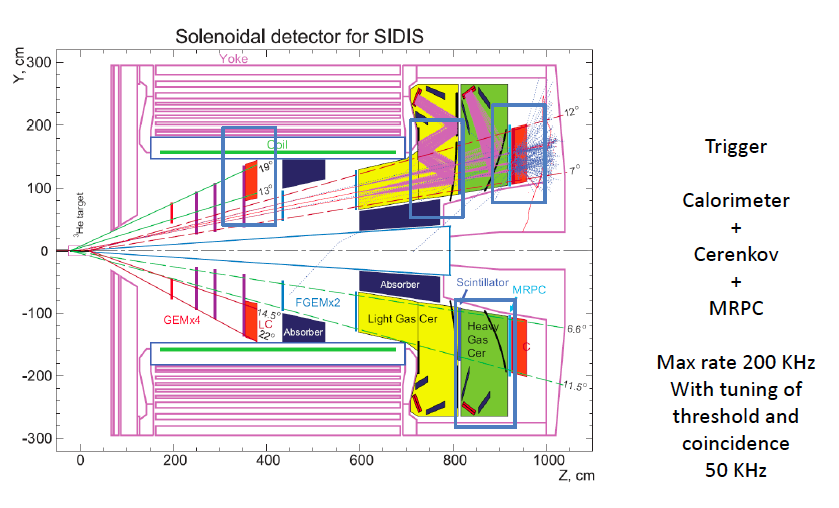 Solenoidal detector for SIDIS
Y, cm
300
200
100
0
-100
-200
-300
0
200
400
600
800
1000
Z, cm
Yoke
Coil
19°
13°
12°
7°
³He target
GEMx4
LC
14.5°
22°
FGEMx2
Absorber
Absorber
Light Gas Cer
Scintillator
MRPC
Heavy
Gas
Cer
C
6.6°
11.5°
Trigger
Calorimeter
+
Cerenkov
+
MRPC
Max rate 200 KHz
With tuning of
threshold and
coincidence
50 KHz